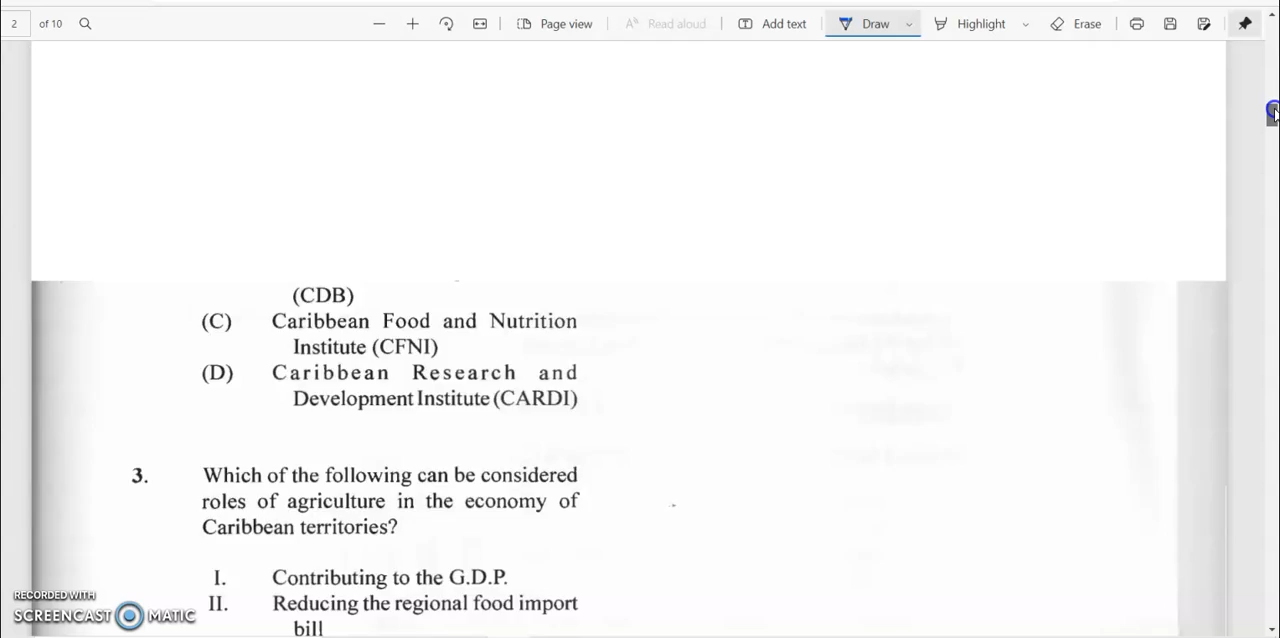 2 of 10 Page view Read aloud Add text Draw Highlight Erase
(CDB)
(C) Caribbean Food and Nutrition
Institute (CFNI)
(D) Caribbean Research and
Development Institute (CARDI)
3. Which of the following can be considered
roles of agriculture in the economy of
Caribbean territories?
I. Contributing to the G.D.P.
II. Reducing the regional food import
bill
RECORDED WITH
SCREENCAST MATIC